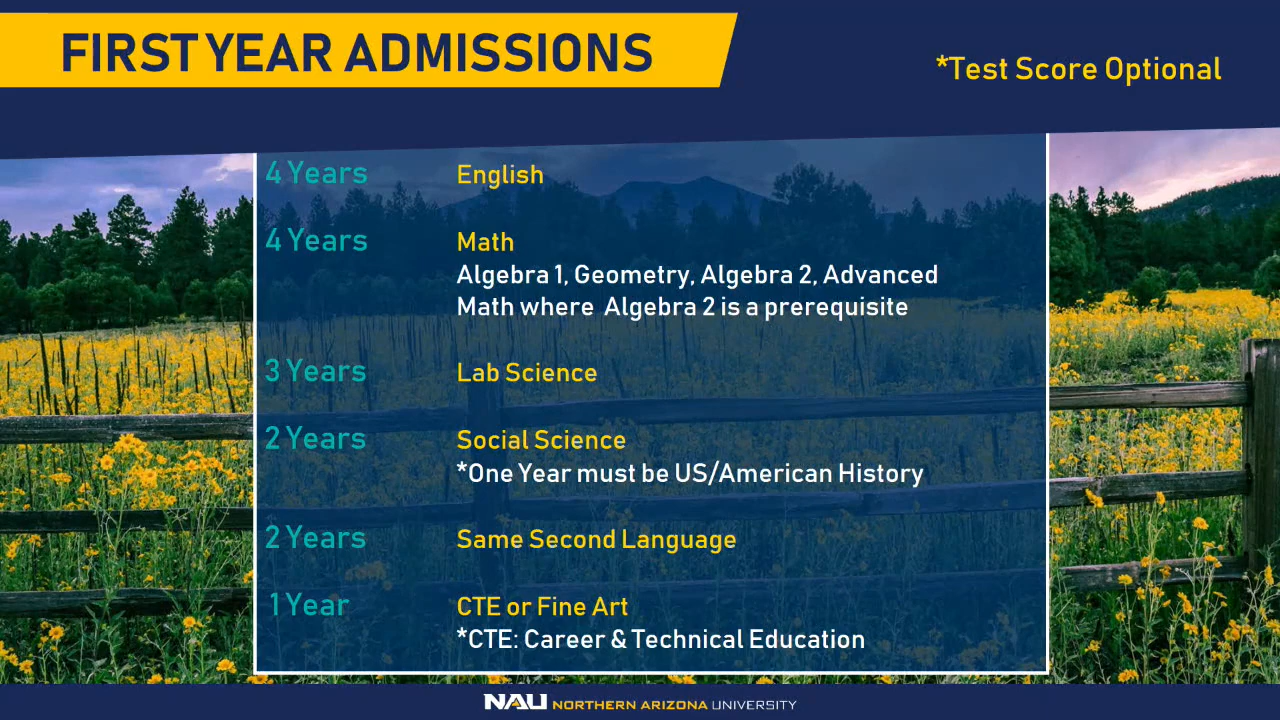 FIRST YEAR ADMISSIONS
*Test Score Optional
4 Years English
4 Years Math
Algebra 1, Geometry, Algebra 2, Advanced
Math where Algebra 2 is a prerequisite
3 Years Lab Science
2 Years Social Science
*One Year must be US/American History
2 Years Same Second Language
1 Year CTE or Fine Art
*CTE: Career & Technical Education
NAU NORTHERN ARIZONA UNIVERSITY